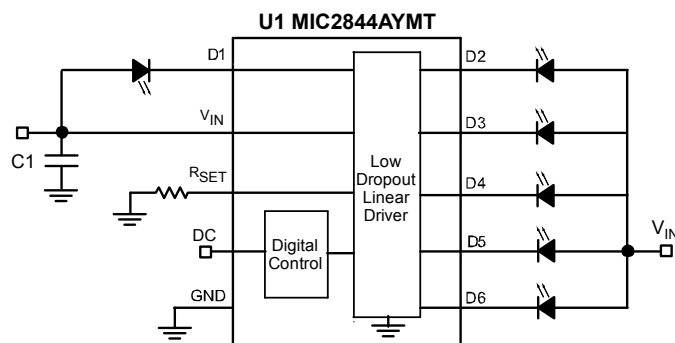 U1 MIC2844AYMT
D1
D2
VIN
D3
C1
RSET
Low
Dropout
Linear
Driver
D4
DC
Digital
Control
D5
VIN
GND
D6